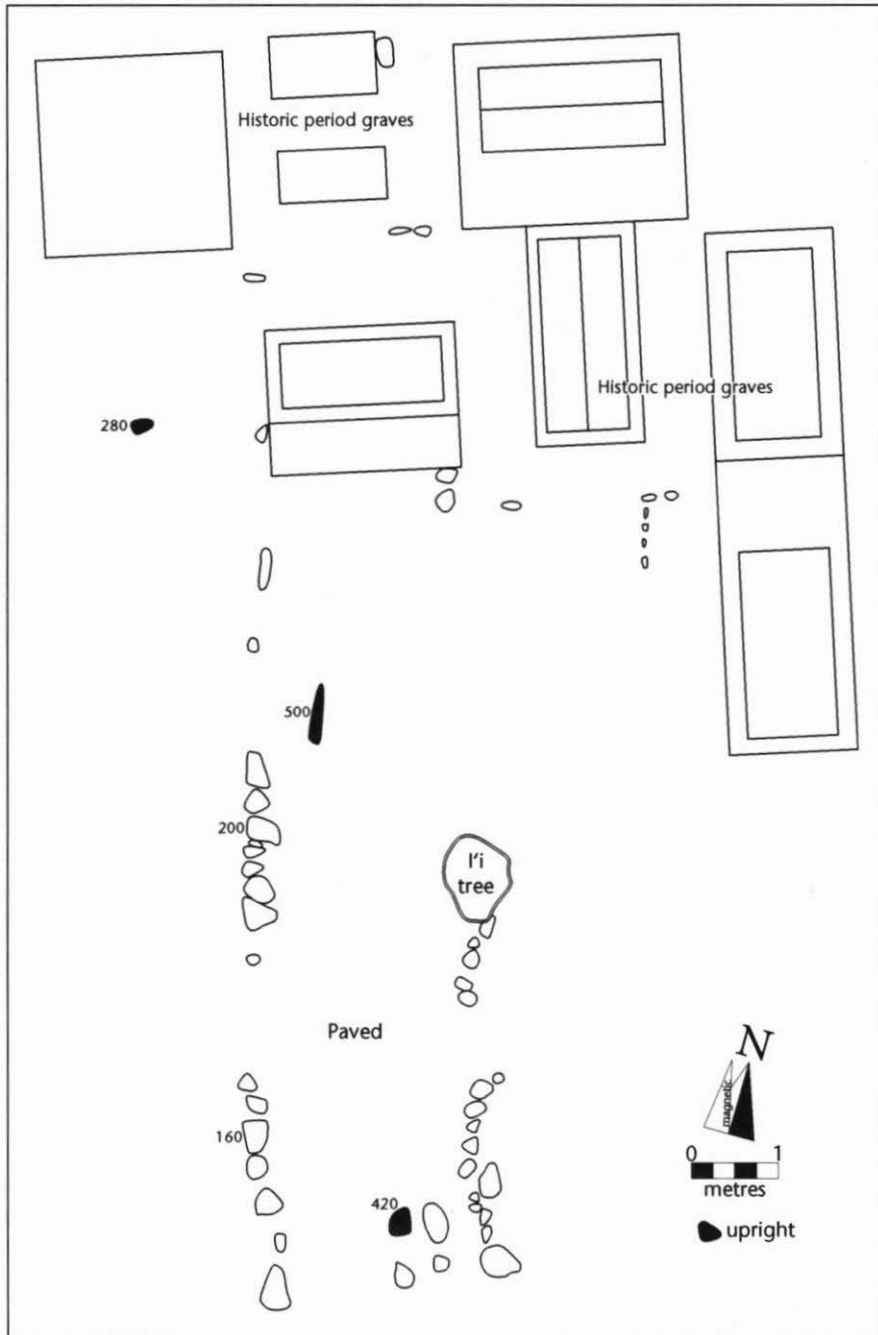 Historic period graves
Historic period graves
280
500
200
I'i
tree
Paved
160
420
N
magnetic
0 1
metres
upright